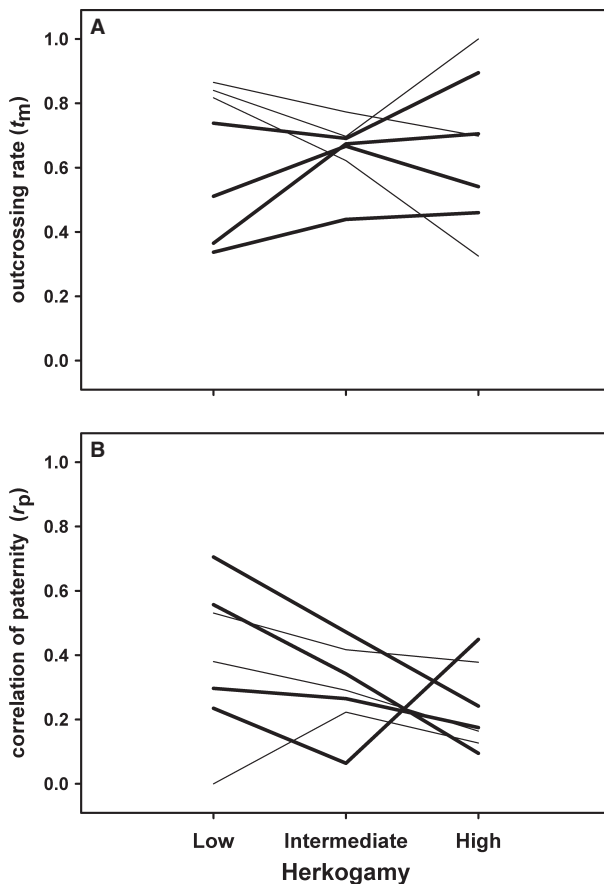 A
1.0
0.8
0.6
0.4
0.2
0.0
outcrossing rate (tm)
B
1.0
0.8
0.6
0.4
0.2
0.0
correlation of paternity (rp)
Low Intermediate High
Herkogamy